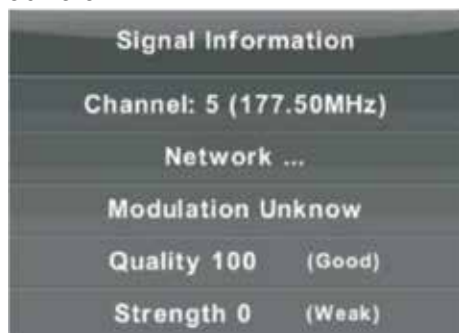 Signal Information
Channel: 5 (177.50MHz)
Network ...
Modulation Unknow
Quality 100 (Good)
Strength 0 (Weak)